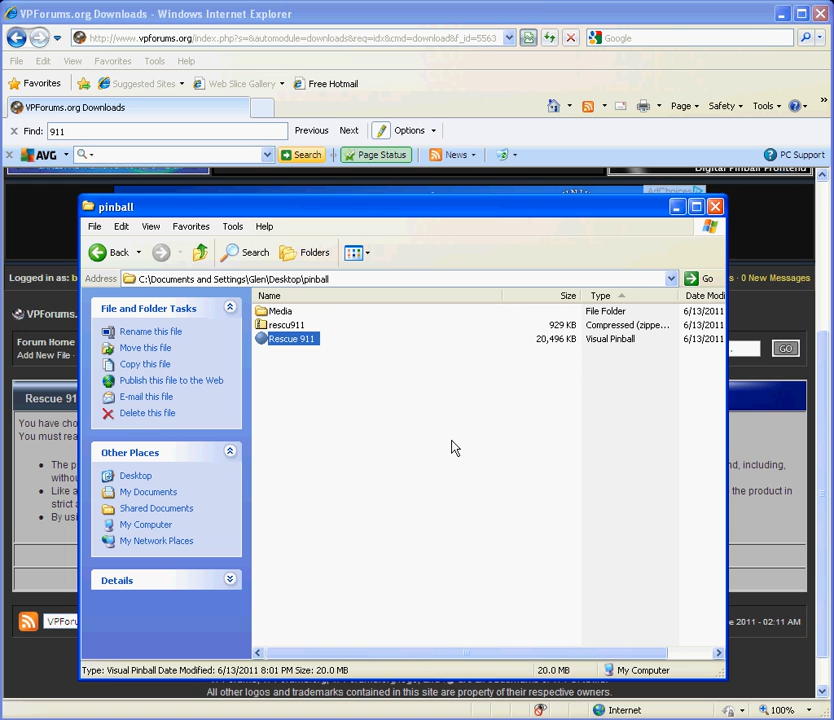 VPForums.org Downloads - Windows Internet Explorer
http://www.vpforums.org/index.php?s=&automodule=downloads&req=idx&cmd=download&f_id=5563
Google
File Edit View Favorites Tools Help
Favorites Suggested Sites Web Slice Gallery Free Hotmail
VPForums.org Downloads
Page Safety Tools
Find: 911 Previous Next Options
AVG Search Page Status News PC Support
Digital Pinball Frontend
AdChoices
pinball
File Edit View Favorites Tools Help
Back Search Folders
Address C:\Documents and Settings\Glen\Desktop\pinball Go
Logged in as: b
s · 0 New Messages
Name Size Type Date Modi
File and Folder Tasks
Media File Folder 6/13/2011
rescu911 929 KB Compressed (zippe... 6/13/2011
Rescue 911 20,496 KB Visual Pinball 6/13/2011
Rename this file
Move this file
Copy this file
Publish this file to the Web
E-mail this file
Delete this file
Other Places
Desktop
My Documents
Shared Documents
My Computer
My Network Places
Details
VPForums.
Forum Home
Add New File ·
GO
Rescue 91
You have cho
You must rea
The p
nd, including,
withou
Like a
the product in
strict
By usi
VPForu
e 2011 - 02:11 AM
Type: Visual Pinball Date Modified: 6/13/2011 8:01 PM Size: 20.0 MB 20.0 MB My Computer
All other logos and trademarks contained in this site are property of their respective owners.
Internet 100%